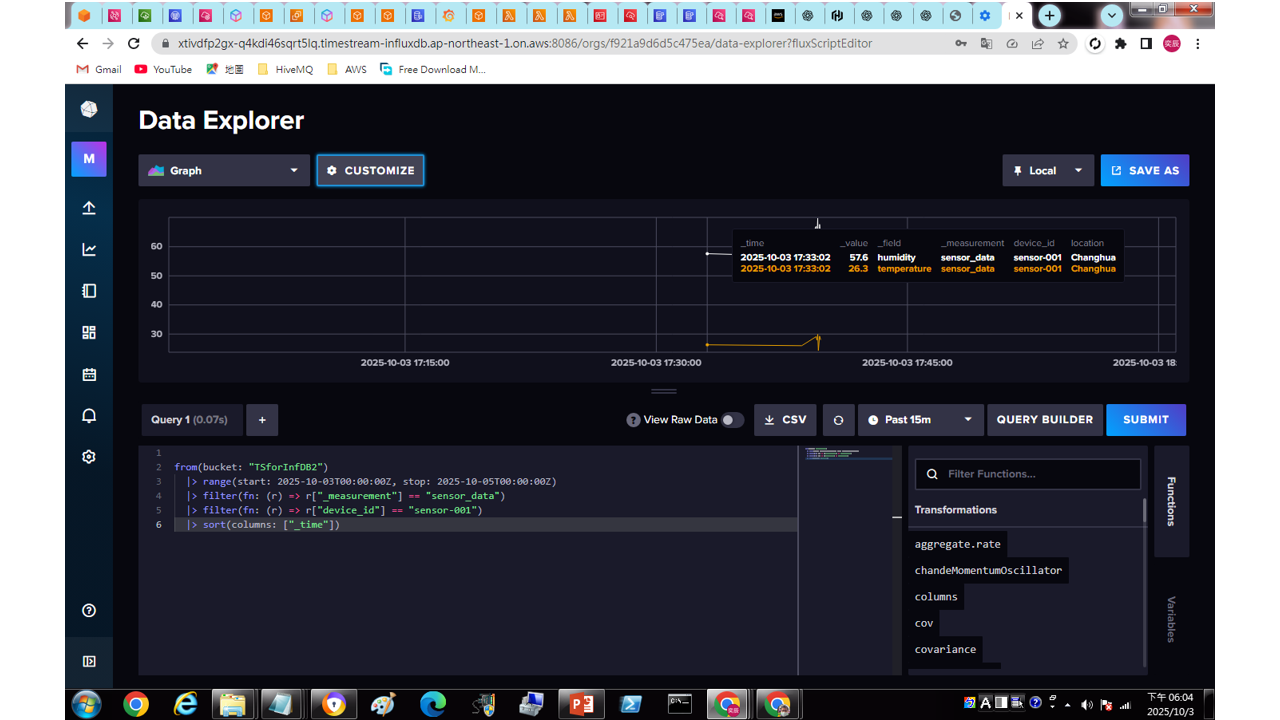 xtivdfp2gx-q4kdi46sqrt5lq.timestream-influxdb.ap-northeast-1.on.aws:8086/orgs/f921a9d6d5c475ea/data-explorer?fluxScriptEditor
Gmail YouTube 地圖 HiveMQ AWS Free Download M...
Data Explorer
M
Graph CUSTOMIZE Local SAVE AS
_time _value _field _measurement device_id location
2025-10-03 17:33:02 57.6 humidity sensor_data sensor-001 Changhua
2025-10-03 17:33:02 26.3 temperature sensor_data sensor-001 Changhua
60
50
40
30
2025-10-03 17:15:00 2025-10-03 17:30:00 2025-10-03 17:45:00 2025-10-03 18:
Query 1 (0.07s) + View Raw Data CSV Past 15m QUERY BUILDER SUBMIT
1
2 from(bucket: "TSforInfDB2")
3 |> range(start: 2025-10-03T00:00:00Z, stop: 2025-10-05T00:00:00Z)
4 |> filter(fn: (r) => r["_measurement"] == "sensor_data")
5 |> filter(fn: (r) => r["device_id"] == "sensor-001")
6 |> sort(columns: ["_time"])
Filter Functions...
Transformations
aggregate.rate
chandeMomentumOscillator
columns
cov
covariance
Functions
Variables
下午 06:04
2025/10/3